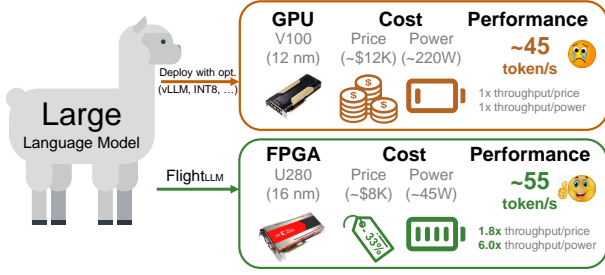 Large
Language Model
Deploy with opt.
(vLLM, INT8, ...)
FlightLLM
GPU
V100
(12 nm)
Cost
Price
(~$12K)
Power
(~220W)
Performance
~45
token/s
1x throughput/price
1x throughput/power
FPGA
U280
(16 nm)
Cost
Price
(~$8K)
- 33%
Power
(~45W)
Performance
~55
token/s
1.8x throughput/price
6.0x throughput/power